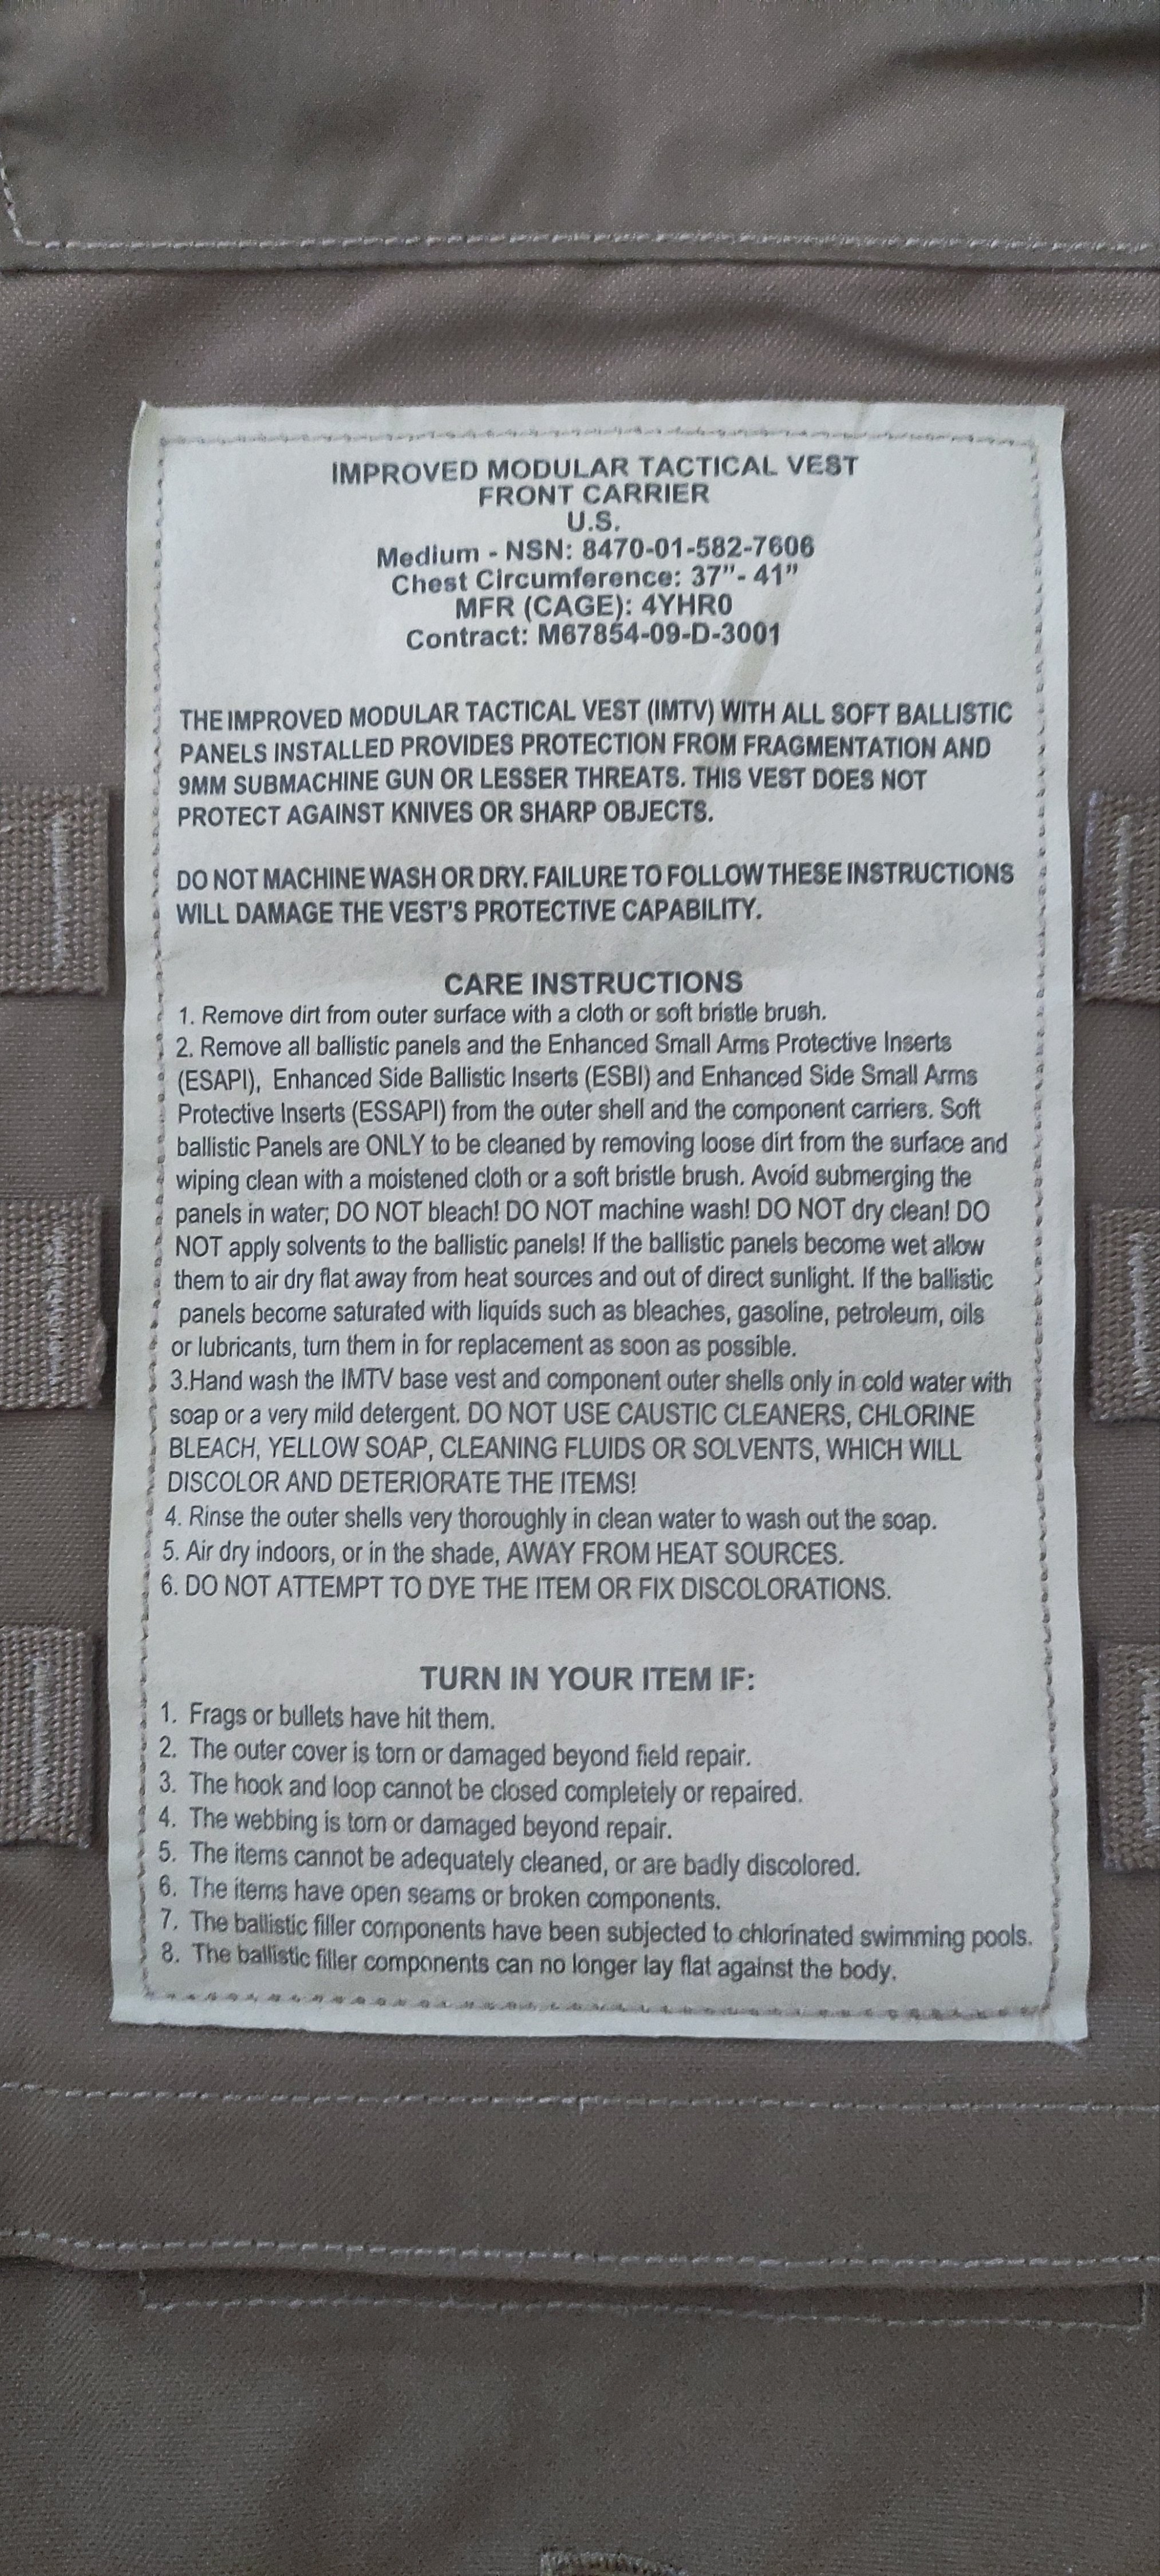 IMPROVED MODULAR TACTICAL VEST
FRONT CARRIER
U.S.
Medium - NSN: 8470-01-582-7606
Chest Circumference: 37”- 41”
MFR (CAGE): 4YHR0
Contract: M67854-09-D-3001
THE IMPROVED MODULAR TACTICAL VEST (IMTV) WITH ALL SOFT BALLISTIC
PANELS INSTALLED PROVIDES PROTECTION FROM FRAGMENTATION AND
9MM SUBMACHINE GUN OR LESSER THREATS. THIS VEST DOES NOT
PROTECT AGAINST KNIVES OR SHARP OBJECTS.
DO NOT MACHINE WASH OR DRY. FAILURE TO FOLLOW THESE INSTRUCTIONS
WILL DAMAGE THE VEST'S PROTECTIVE CAPABILITY.
CARE INSTRUCTIONS
1. Remove dirt from outer surface with a cloth or soft bristle brush.
2. Remove all ballistic panels and the Enhanced Small Arms Protective Inserts
(ESAPI), Enhanced Side Ballistic Inserts (ESBI) and Enhanced Side Small Arms
Protective Inserts (ESSAPI) from the outer shell and the component carriers. Soft
ballistic Panels are ONLY to be cleaned by removing loose dirt from the surface and
wiping clean with a moistened cloth or a soft bristle brush. Avoid submerging the
panels in water; DO NOT bleach! DO NOT machine wash! DO NOT dry clean! DO
NOT apply solvents to the ballistic panels! If the ballistic panels become wet allow
them to air dry flat away from heat sources and out of direct sunlight. If the ballistic
panels become saturated with liquids such as bleaches, gasoline, petroleum, oils
or lubricants, turn them in for replacement as soon as possible.
3.Hand wash the IMTV base vest and component outer shells only in cold water with
soap or a very mild detergent. DO NOT USE CAUSTIC CLEANERS, CHLORINE
BLEACH, YELLOW SOAP, CLEANING FLUIDS OR SOLVENTS, WHICH WILL
DISCOLOR AND DETERIORATE THE ITEMS!
4. Rinse the outer shells very thoroughly in clean water to wash out the soap.
5. Air dry indoors, or in the shade, AWAY FROM HEAT SOURCES.
6. DO NOT ATTEMPT TO DYE THE ITEM OR FIX DISCOLORATIONS.
TURN IN YOUR ITEM IF:
1. Frags or bullets have hit them.
2. The outer cover is torn or damaged beyond field repair.
3. The hook and loop cannot be closed completely or repaired.
4. The webbing is torn or damaged beyond repair.
5. The items cannot be adequately cleaned, or are badly discolored.
6. The items have open seams or broken components.
7. The ballistic filler components have been subjected to chlorinated swimming pools.
8. The ballistic filler components can no longer lay flat against the body.